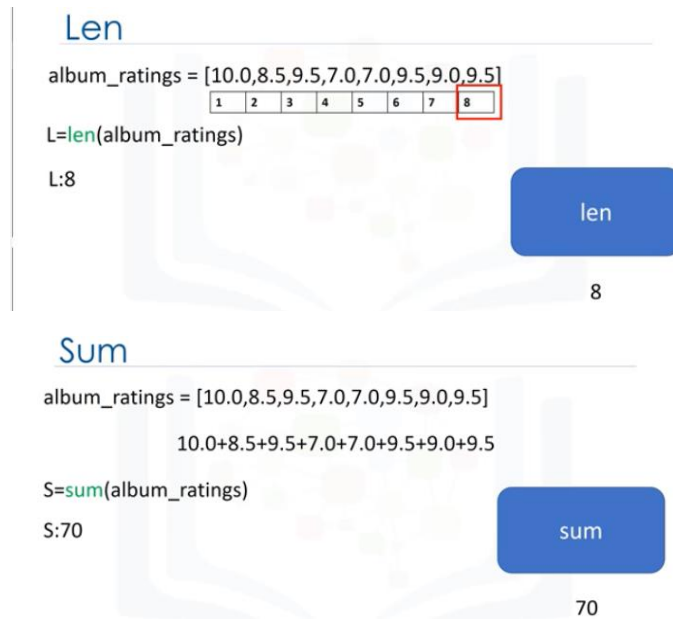 Len
album_ratings = [10.0,8.5,9.5,7.0,7.0,9.5,9.0,9.5]
1 2 3 4 5 6 7 8
L=len(album_ratings)
L:8
len
8
Sum
album_ratings = [10.0,8.5,9.5,7.0,7.0,9.5,9.0,9.5]
10.0+8.5+9.5+7.0+7.0+9.5+9.0+9.5
S=sum(album_ratings)
S:70
sum
70